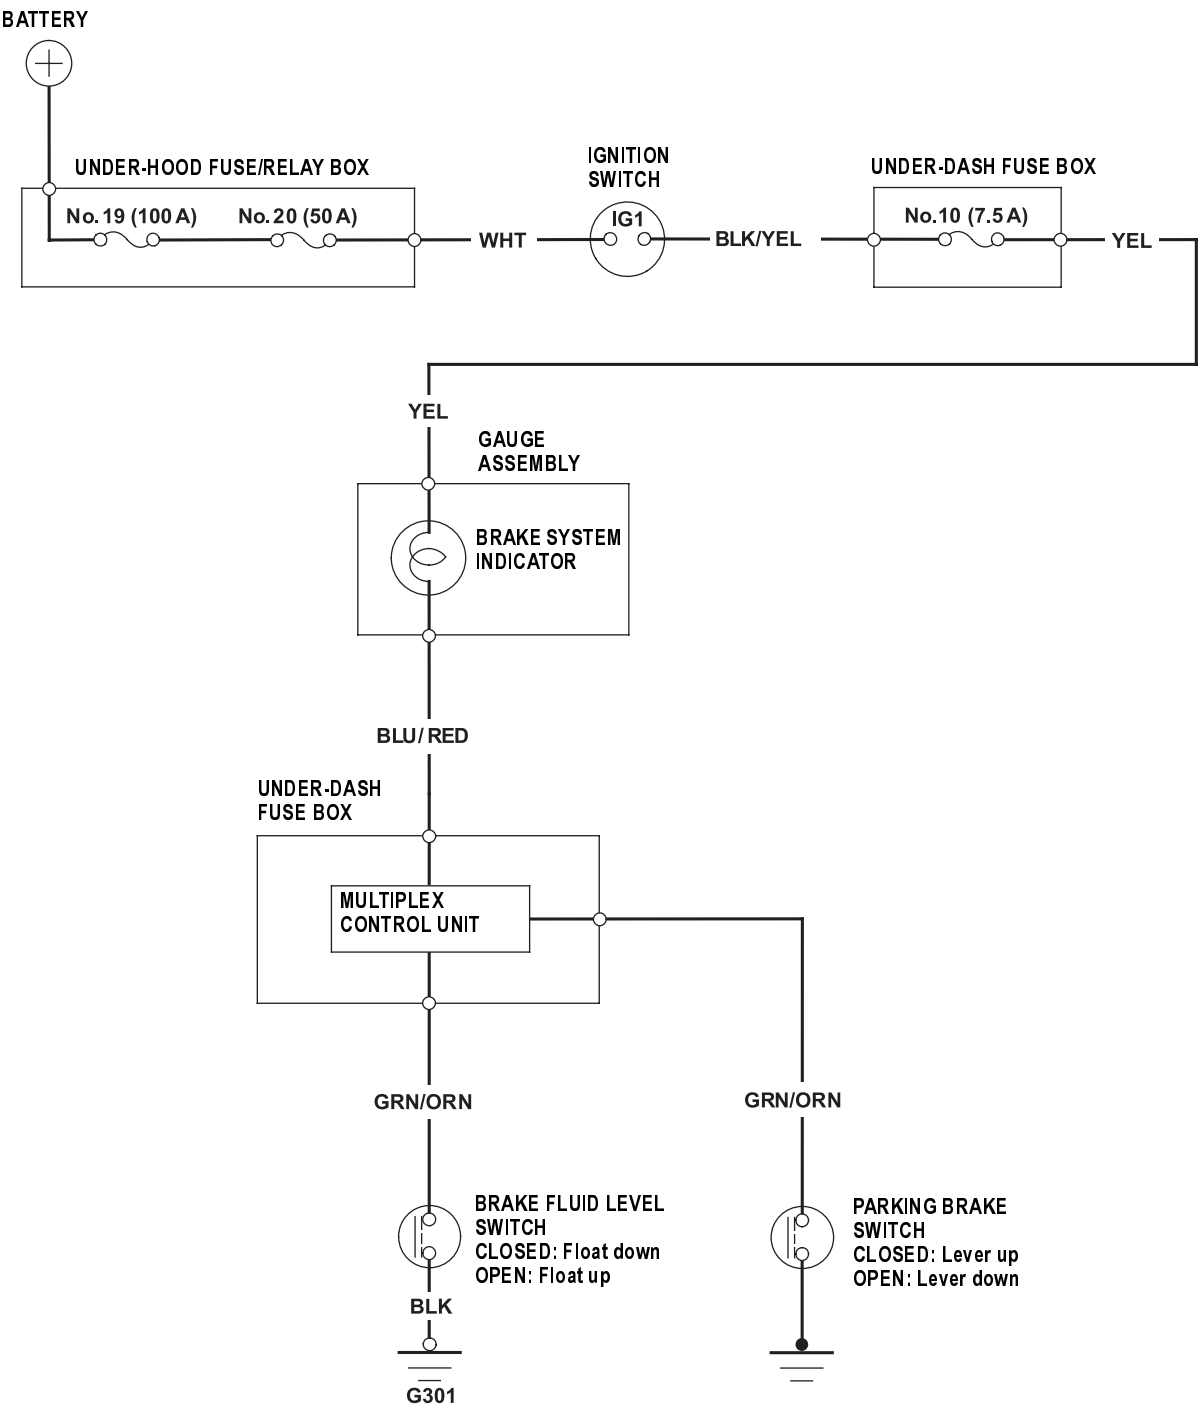 BATTERY
UNDER-HOOD FUSE/RELAY BOX
No.19 (100 A)
No.20 (50 A)
WHT
IGNITION
SWITCH
IG1
BLK/YEL
UNDER-DASH FUSE BOX
No.10 (7.5 A)
YEL
YEL
GAUGE
ASSEMBLY
BRAKE SYSTEM
INDICATOR
BLU/RED
UNDER-DASH
FUSE BOX
MULTIPLEX
CONTROL UNIT
GRN/ORN
GRN/ORN
BRAKE FLUID LEVEL
SWITCH
CLOSED: Float down
OPEN: Float up
PARKING BRAKE
SWITCH
CLOSED: Lever up
OPEN: Lever down
BLK
G301